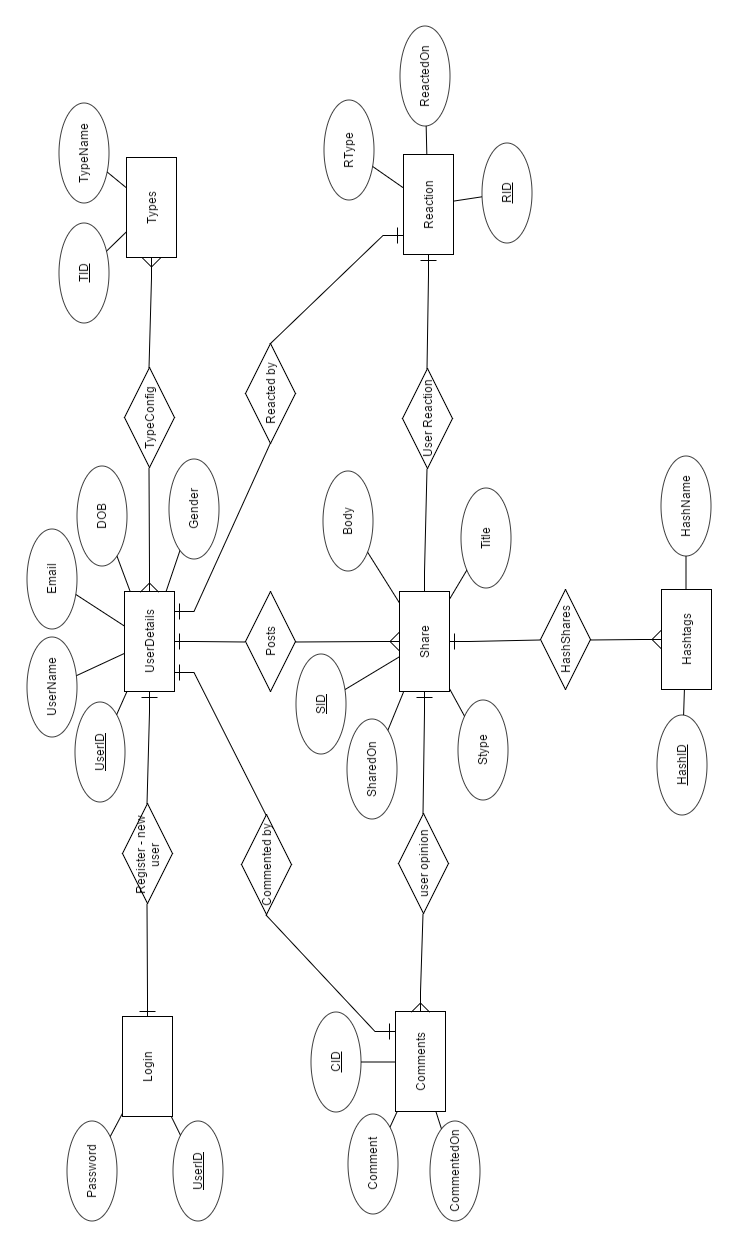 Password
Login
UserID
Register - new
user
UserID
UserName
Email
DOB
Gender
UserDetails
TypeConfig
TID
TypeName
Types
Commented by
Posts
Reacted by
CID
Comment
CommentedOn
Comments
user opinion
SID
SharedOn
Stype
Share
Body
Title
User Reaction
RType
ReactedOn
RID
Reaction
HashShares
HashID
Hashtags
HashName